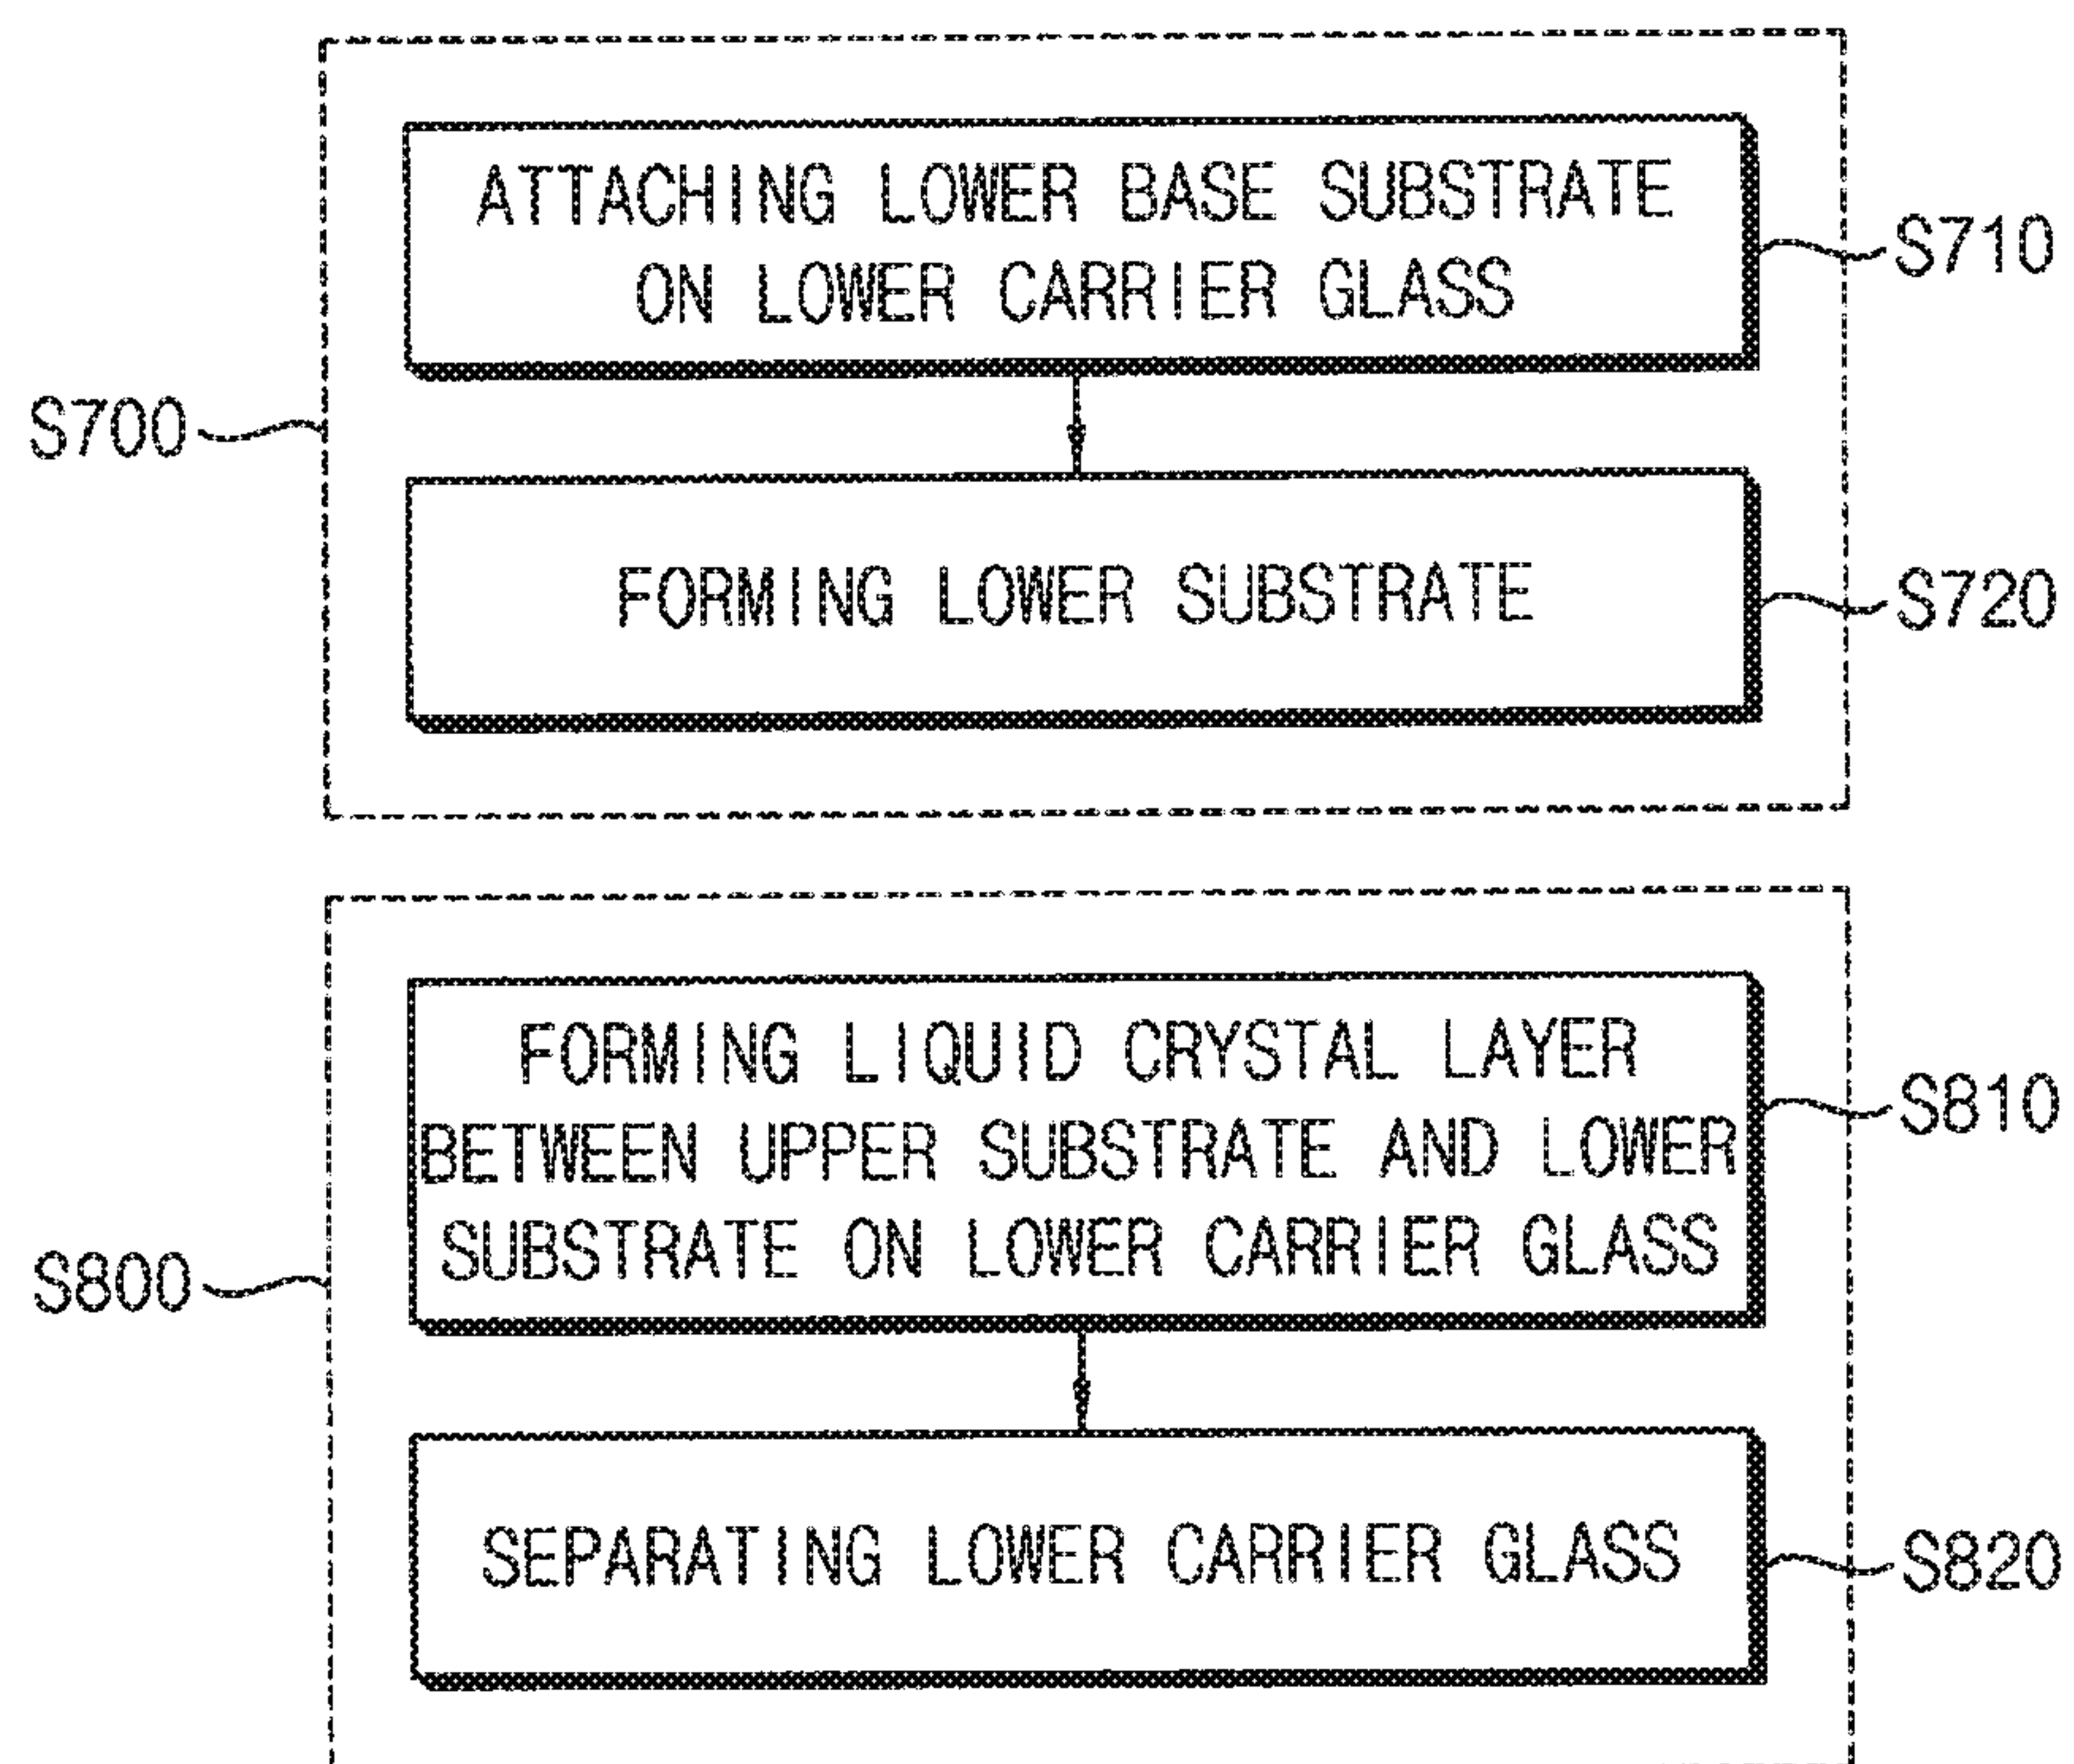 ATTACHING LOWER BASE SUBSTRATE
ON LOWER CARRIER GLASS
S710
S700
FORMING LOWER SUBSTRATE
S720
FORMING LIQUID CRYSTAL LAYER
BETWEEN UPPER SUBSTRATE AND LOWER
SUBSTRATE ON LOWER CARRIER GLASS
S810
S800
SEPARATING LOWER CARRIER GLASS
S820